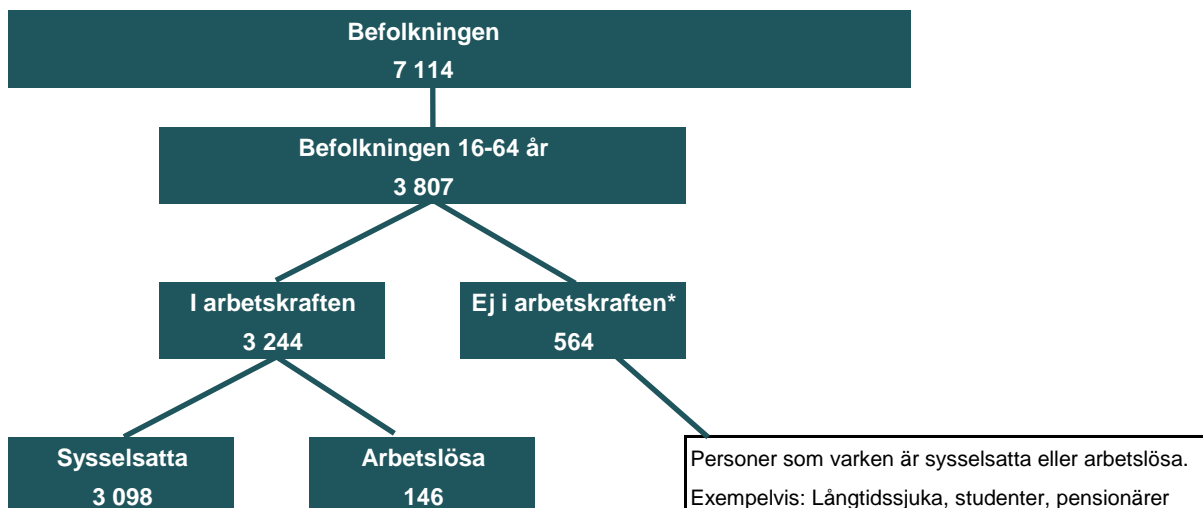 Befolkningen
7 114
Befolkningen 16-64 år
3 807
I arbetskraften
3 244
Ej i arbetskraften*
564
Sysselsatta
3 098
Arbetslösa
146
Personer som varken är sysselsatta eller arbetslösa.
Exempelvis: Långtidssjuka, studenter, pensionärer